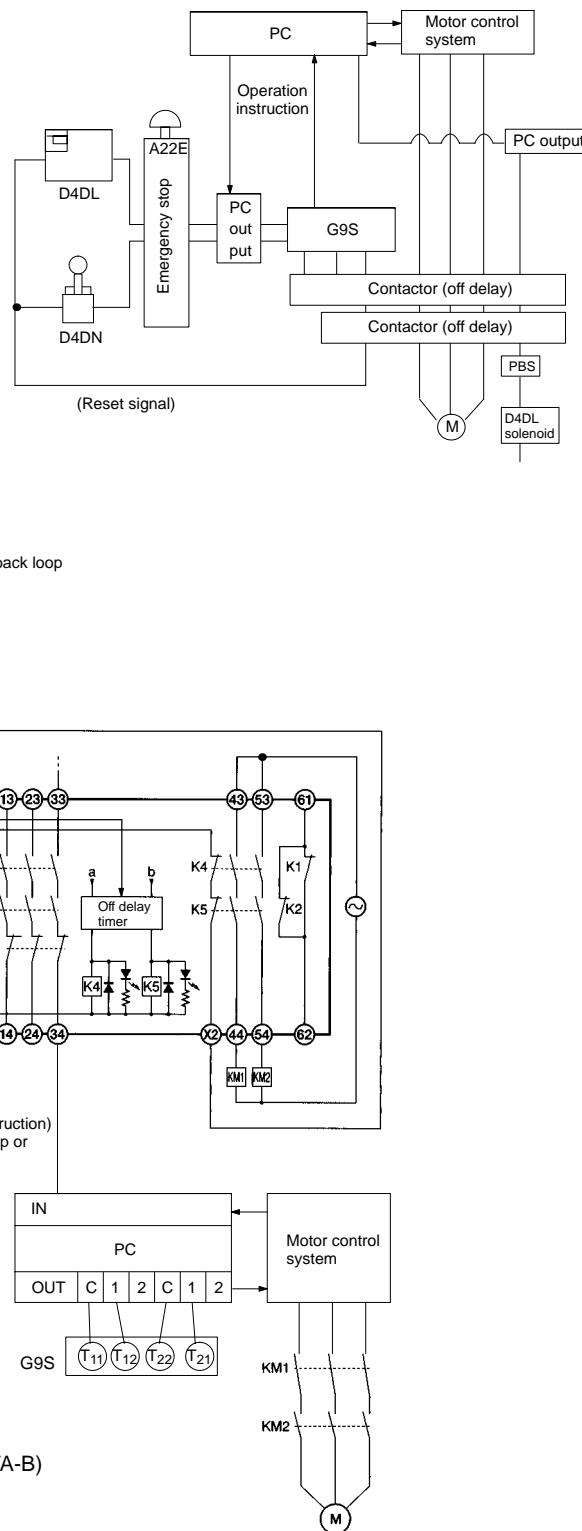 PC
Motor control
system
Operation
instruction
PC output
A22E
D4DL
Emergency stop
PC
out
put
G9S
Contactor (off delay)
D4DN
Contactor (off delay)
PBS
(Reset signal)
M
D4DL
solenoid
back loop
13 23 33 43 53 61
a b
K4 K1
Off delay
timer
K5 K2
K4 K5
14 24 34 X2 44 54 62
KM1 KM2
ruction)
p or
IN
PC
OUT C 1 2 C 1 2
Motor control
system
G9S T11 T12 T22 T21
KM1
KM2
A-B)
M